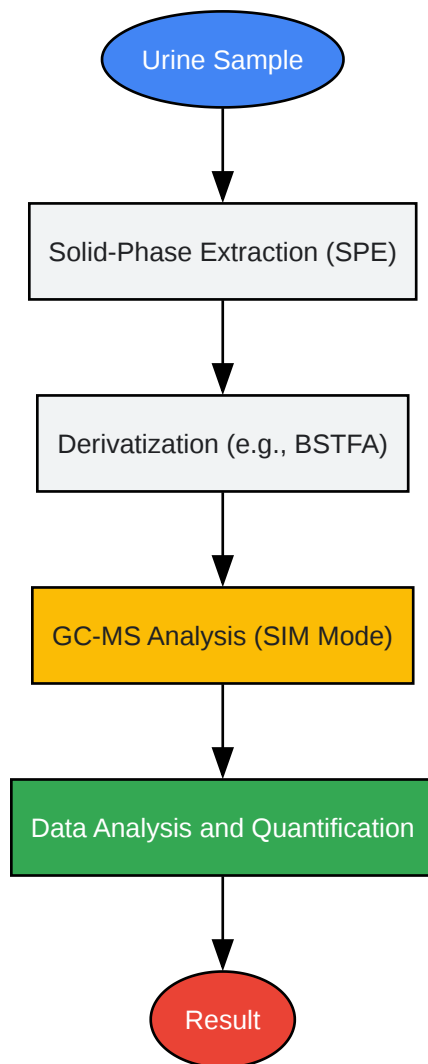 Urine Sample
Solid-Phase Extraction (SPE)
Derivatization (e.g., BSTFA)
GC-MS Analysis (SIM Mode)
Data Analysis and Quantification
Result